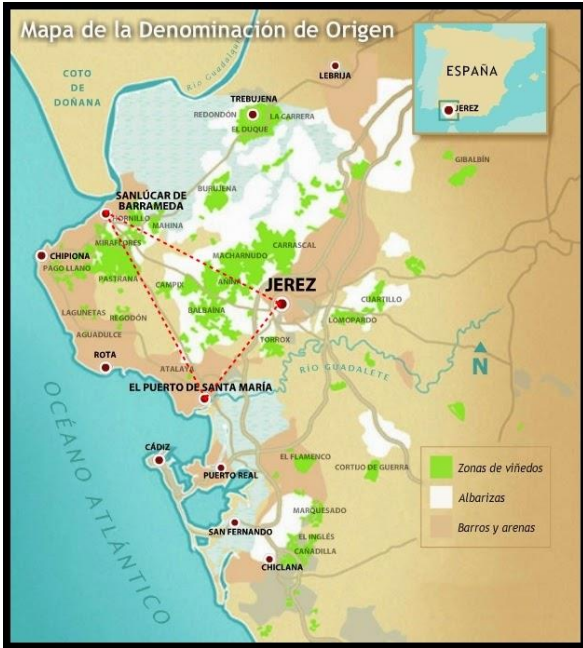 Mapa de la Denominación de Origen
COTO
DE
DOÑANA
Río Guadalquivir
LEBRIJA
ESPAÑA
JEREZ
TREBUJENA
REDONDÓN
LA CARRERA
EL DUQUE
GIBALBÍN
BURUJENA
SANLÚCAR DE
BARRAMEDA
HORNILLO
MAHINA
MIRAFLORES
CARRASCAL
MACHARNUDO
CHIPIONA
PAGO LLANO
PASTRANA
CAMPIX
AÑINA
JEREZ
CUARTILLO
BALBAINA
LAGUNETAS
REGODÓN
LOMOPARDO
AGUADULCE
TORROX
ROTA
ATALAYA
RÍO GUADALETE
N
EL PUERTO DE SANTA MARÍA
OCÉANO ATLÁNTICO
CÁDIZ
EL FLAMENCO
CORTIJO DE GUERRA
PUERTO REAL
MARQUESADO
SAN FERNANDO
EL INGLÉS
CAÑADILLA
CHICLANA
Zonas de viñedos
Albarizas
Barros y arenas